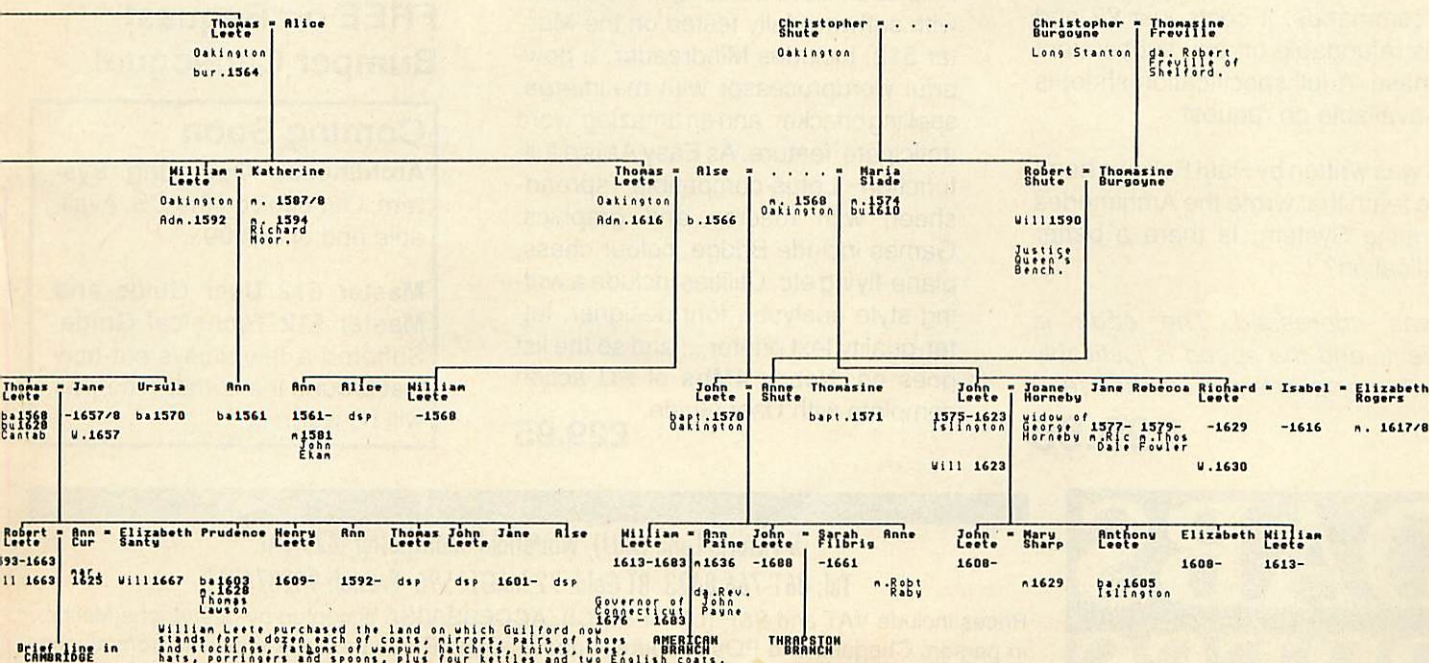 Thomas = Alice
Leete
Oakington
bur.1564
Christopher = . . . .
Shute
Oakington
Christopher = Thomasine
Burgoyne Freville
Long Stanton da. Robert
Freville of
Shelford.
William = Katherine
Leete
Oakington m. 1587/8
Adm.1592 m. 1594
Richard
Moor.
Thomas = Alse = . . . . . = Maria
Leete Slade
Oakington m. 1568 m.1574
Adm.1616 b.1566 Oakington bu1610
Robert = Thomasine
Shute Burgoyne
Will1590
Justice
Queen's
Bench.
Thomas = Jane Ursula Ann An Alice William
Leete Leete
ba1568 -1657/8 ba1570 ba1561 1561- dsp -1568
bu1628 W.1657 m1581
Cantab John
Ekam
John = Anne Thomas Alice John = Ann Jane Rebecca Richard = Isabel = Elizabeth
Leete Shute Leete Horneby Leete Rogers
bapt.1570 bapt.1571 1575-1623 widow of 1577- 1579- -1629 -1616 m. 1617/8
Oakington Islington George m.Ric m.Thos
Horneby Dale Fowler
Will 1623 W.1630
Robert = Ann = Elizabeth Prudence Henry Ann Thomas John Jane Alse
Leete Cur Santy Leete Leete Leete
593-1663 mar. Will1667 ba1603 1609- 1592- dsp dsp 1601- dsp
ll 1663 1625 m.1628
Thomas
Lawson
William = Ann John = Sarah Anne
Leete Paine Leete Filbrig
1613-1683 m1636 -1688 -1661 m.Robt
Raby
Governor of da.Rev.
Connecticut John
1676 - 1683 Payne
John = Mary Anthony Elizabeth William
Leete Sharp Leete Leete
1608- m1629 ba.1605 1608- 1613-
Islington
Brief line in
CAMBRIDGE
William Leete purchased the land on which Guilford now
stands for a dozen each of coats, mirrors, pairs of shoes
and stockings, fathoms of wampun, hatchets, knives, hoes,
hats, porringers and spoons, plus four kettles and two English coats.
AMERICAN
BRANCH
THRAPSTON
BRANCH